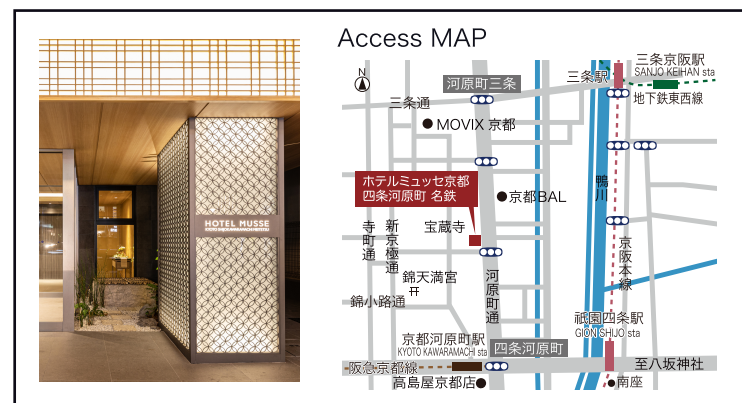 Access MAP
HOTEL MUSSE
KYOTO SHIJO KAWARAMACHI MEITETSU
N
三条通
河原町三条
三条駅
三条京阪駅
SANJO KEIHAN sta
地下鉄東西線
MOVIX 京都
ホテルミュッセ京都
四条河原町 名鉄
京都BAL
鴨川
寺町通
新京極通
宝蔵寺
錦天満宮
錦小路通
河原町通
京阪本線
祇園四条駅
GION SHIJO sta
京都河原町駅
KYOTO KAWARAMACHI sta
四条河原町
至八坂神社
阪急京都線
高島屋京都店
南座